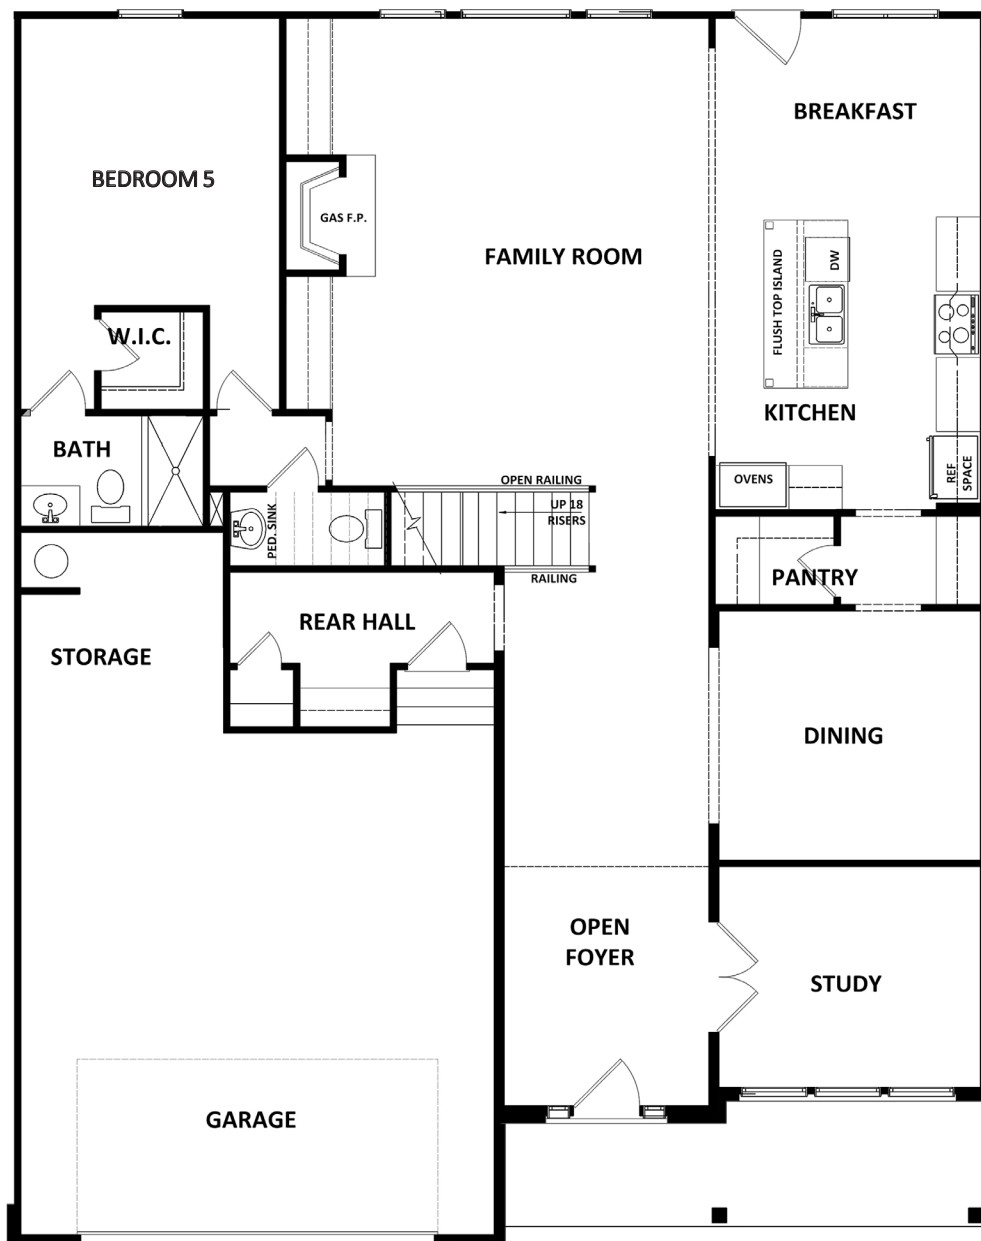 BREAKFAST
BEDROOM 5
GAS F.P.
FAMILY ROOM
DW
FLUSH TOP ISLAND
W.I.C.
KITCHEN
BATH
REF
SPACE
OVENS
OPEN RAILING
UP 18
RISERS
PED. SINK
RAILING
PANTRY
REAR HALL
STORAGE
DINING
OPEN
FOYER
STUDY
GARAGE